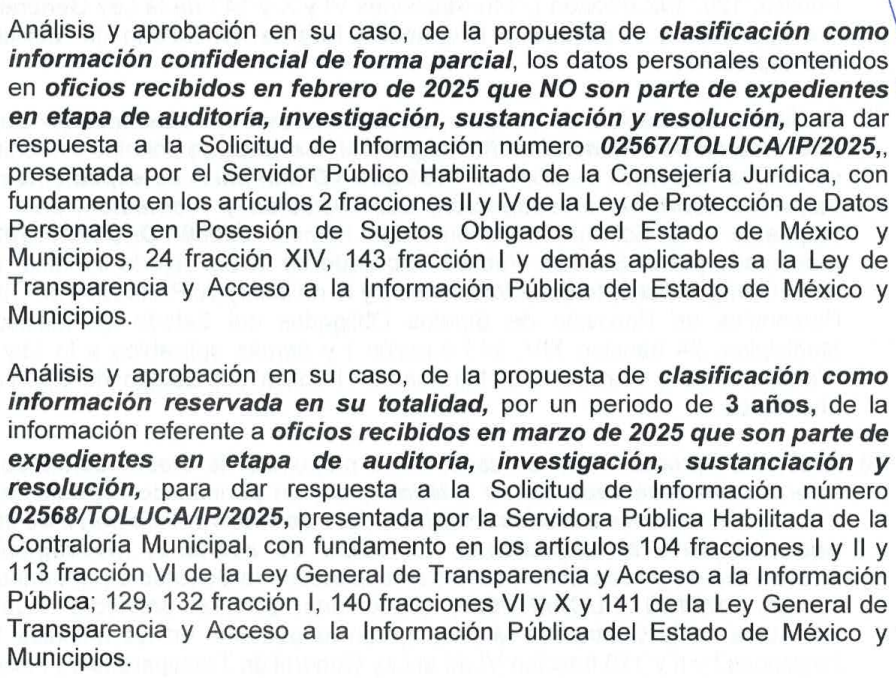 Análisis y aprobación en su caso, de la propuesta de clasificación como
información confidencial de forma parcial, los datos personales contenidos
en oficios recibidos en febrero de 2025 que NO son parte de expedientes
en etapa de auditoría, investigación, sustanciación y resolución, para dar
respuesta a la Solicitud de Información número 02567/TOLUCA/IP/2025,,
presentada por el Servidor Público Habilitado de la Consejería Jurídica, con
fundamento en los artículos 2 fracciones II y IV de la Ley de Protección de Datos
Personales en Posesión de Sujetos Obligados del Estado de México y
Municipios, 24 fracción XIV, 143 fracción I y demás aplicables a la Ley de
Transparencia y Acceso a la Información Pública del Estado de México y
Municipios.
Análisis y aprobación en su caso, de la propuesta de clasificación como
información reservada en su totalidad, por un periodo de 3 años, de la
información referente a oficios recibidos en marzo de 2025 que son parte de
expedientes en etapa de auditoría, investigación, sustanciación y
resolución, para dar respuesta a la Solicitud de Información número
02568/TOLUCA/IP/2025, presentada por la Servidora Pública Habilitada de la
Contraloría Municipal, con fundamento en los artículos 104 fracciones I y II y
113 fracción VI de la Ley General de Transparencia y Acceso a la Información
Pública; 129, 132 fracción I, 140 fracciones VI y X y 141 de la Ley General de
Transparencia y Acceso a la Información Pública del Estado de México y
Municipios.